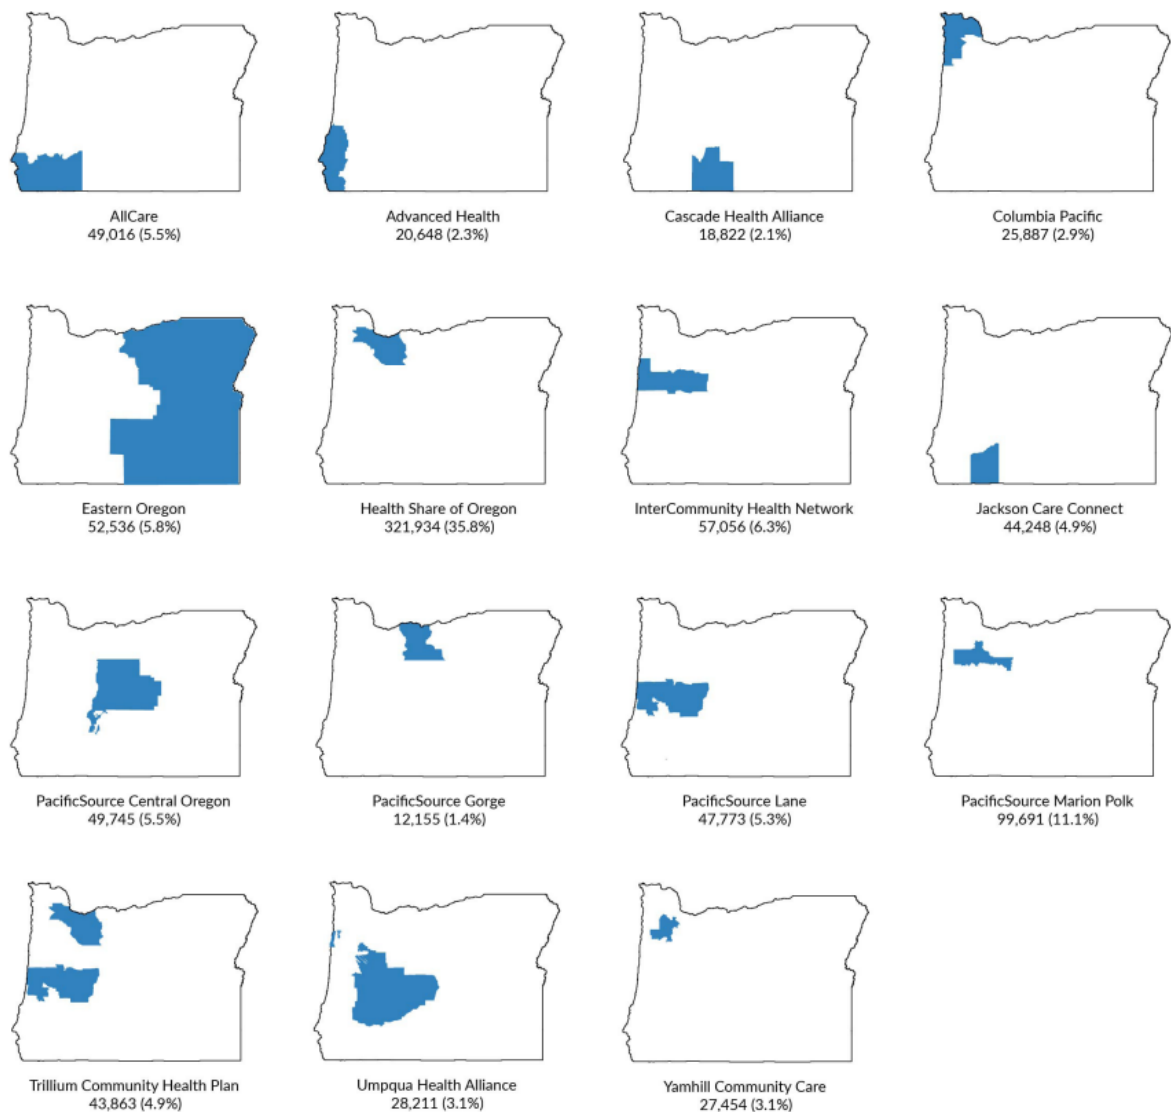 AllCare
49,016 (5.5%)
Advanced Health
20,648 (2.3%)
Cascade Health Alliance
18,822 (2.1%)
Columbia Pacific
25,887 (2.9%)
Eastern Oregon
52,536 (5.8%)
Health Share of Oregon
321,934 (35.8%)
InterCommunity Health Network
57,056 (6.3%)
Jackson Care Connect
44,248 (4.9%)
PacificSource Central Oregon
49,745 (5.5%)
PacificSource Gorge
12,155 (1.4%)
PacificSource Lane
47,773 (5.3%)
PacificSource Marion Polk
99,691 (11.1%)
Trillium Community Health Plan
43,863 (4.9%)
Umpqua Health Alliance
28,211 (3.1%)
Yamhill Community Care
27,454 (3.1%)